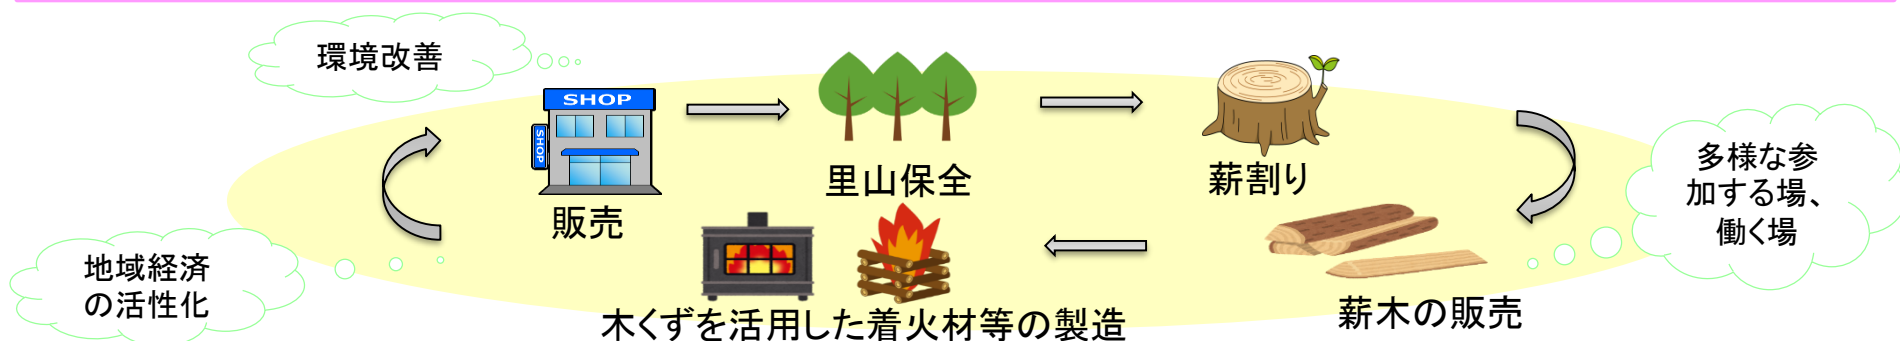 環境改善
SHOP
SHOP
販売
里山保全
薪割り
多様な参
加する場、
働く場
薪木の販売
木くずを活用した着火材等の製造
地域経済
の活性化